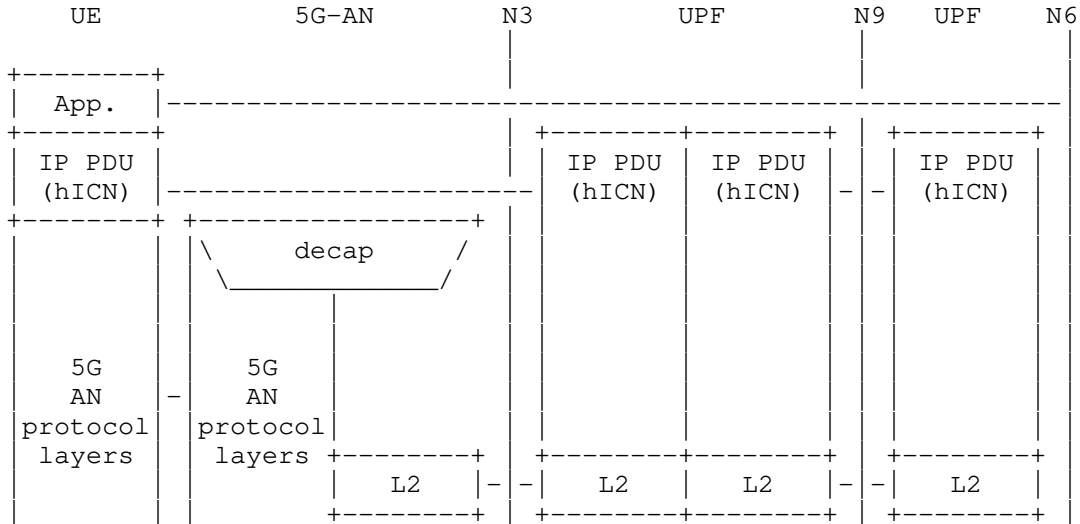 UE 5G-AN N3 UPF N9 UPF N6
App.
IP PDU IP PDU IP PDU IP PDU
(hICN) (hICN) (hICN) (hICN)
decap
5G 5G
AN AN
protocol protocol
layers layers
L2 L2 L2 L2